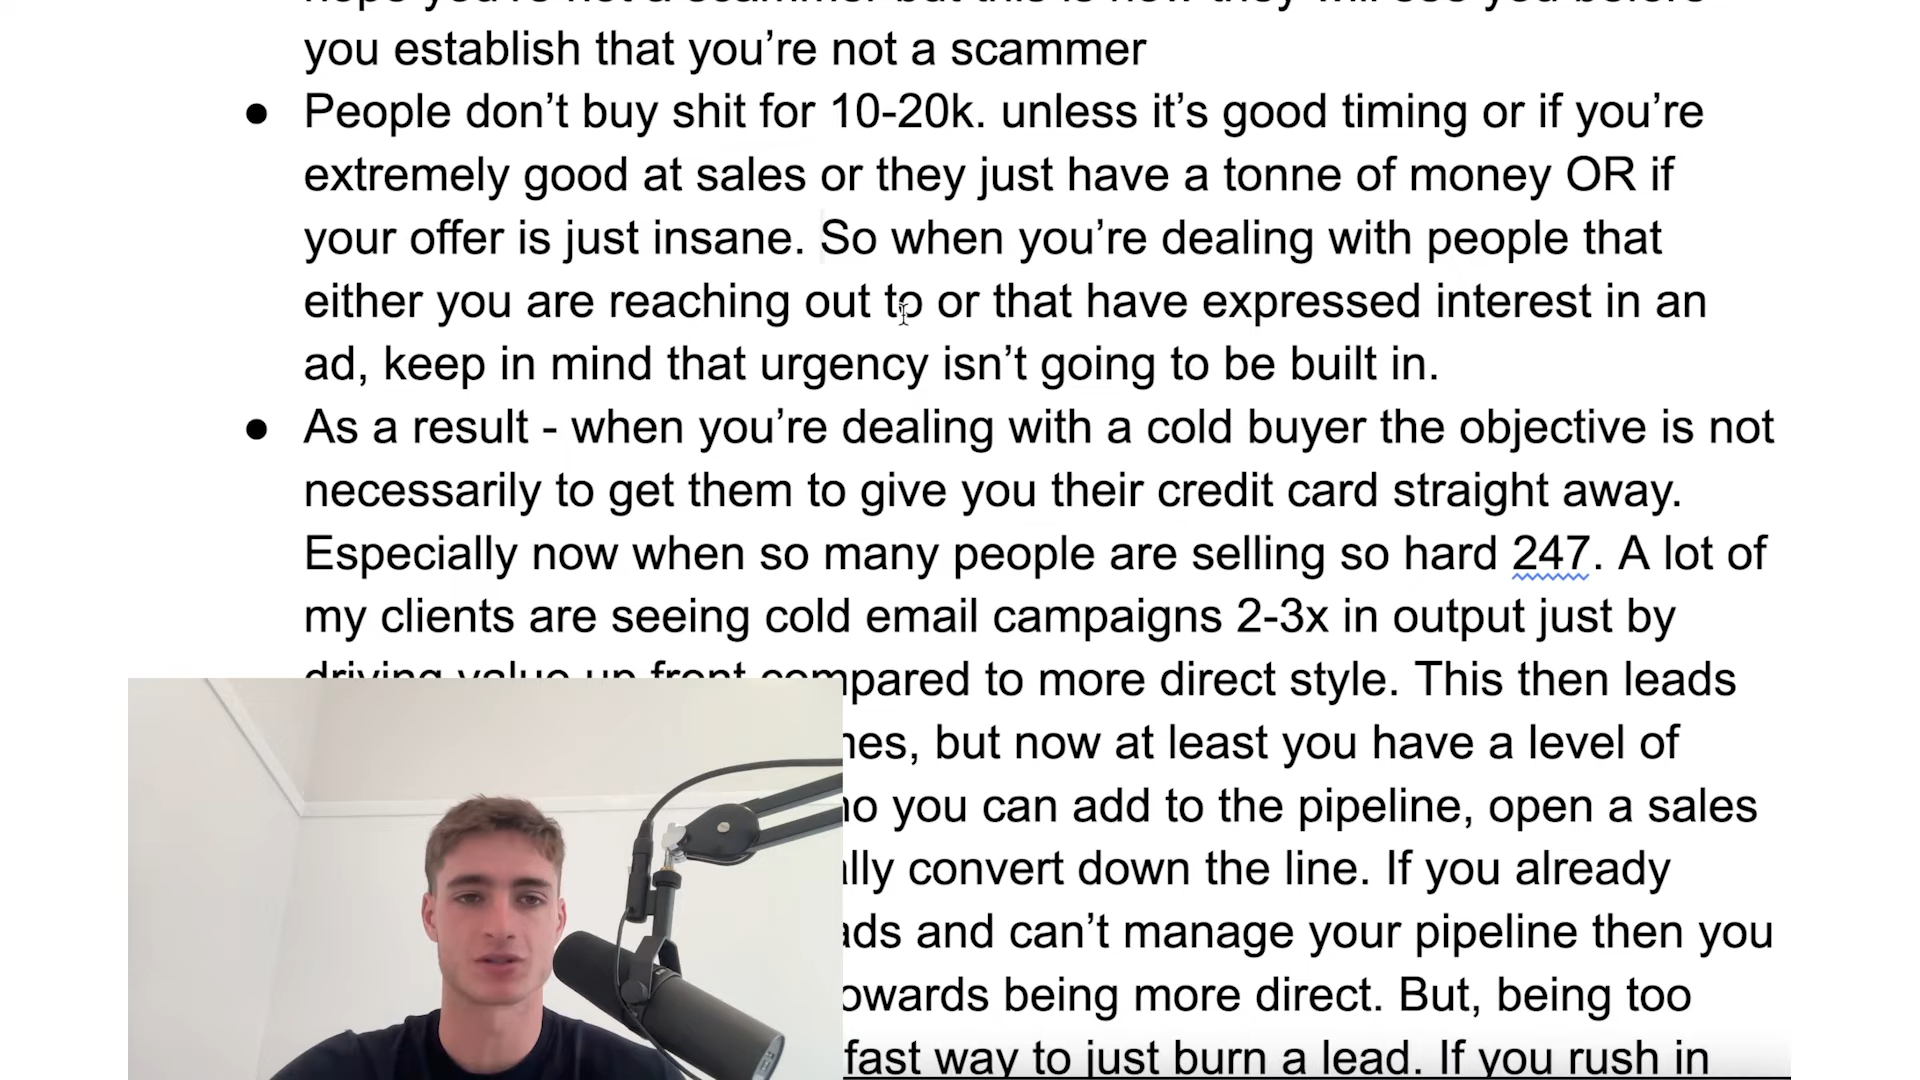 you establish that you’re not a scammer
● People don’t buy shit for 10-20k. unless it’s good timing or if you’re
extremely good at sales or they just have a tonne of money OR if
your offer is just insane. So when you’re dealing with people that
either you are reaching out to or that have expressed interest in an
ad, keep in mind that urgency isn’t going to be built in.
● As a result - when you’re dealing with a cold buyer the objective is not
necessarily to get them to give you their credit card straight away.
Especially now when so many people are selling so hard 247. A lot of
my clients are seeing cold email campaigns 2-3x in output just by
driving value up front compared to more direct style. This then leads
but now at least you have a level of
you can add to the pipeline, open a sales
convert down the line. If you already
and can’t manage your pipeline then you
being more direct. But, being too
fast way to just burn a lead. If you rush in